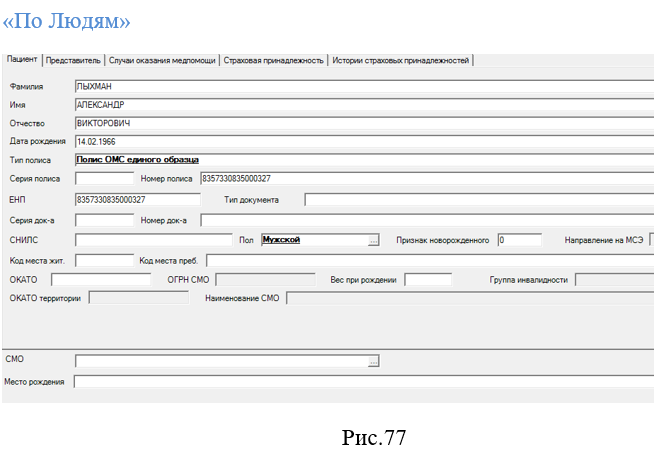 «По Людям»
Пациент Представитель Случаи оказания медпомощи Страховая принадлежность Истории страховых принадлежностей
Фамилия ЛЫХМАН
Имя АЛЕКСАНДР
Отчество ВИКТОРОВИЧ
Дата рождения 14.02.1966
Тип полиса Полис ОМС единого образца
Серия полиса Номер полиса 8357330835000327
ЕНП 8357330835000327 Тип документа
Серия док-а Номер док-а
СНИЛС Пол Мужской ... Признак новорожденного 0 Направление на МСЭ
Код места жит. Код места преб.
ОКАТО ОГРН СМО Вес при рождении Группа инвалидности
ОКАТО территории Наименование СМО
СМО ...
Место рождения
Рис.77